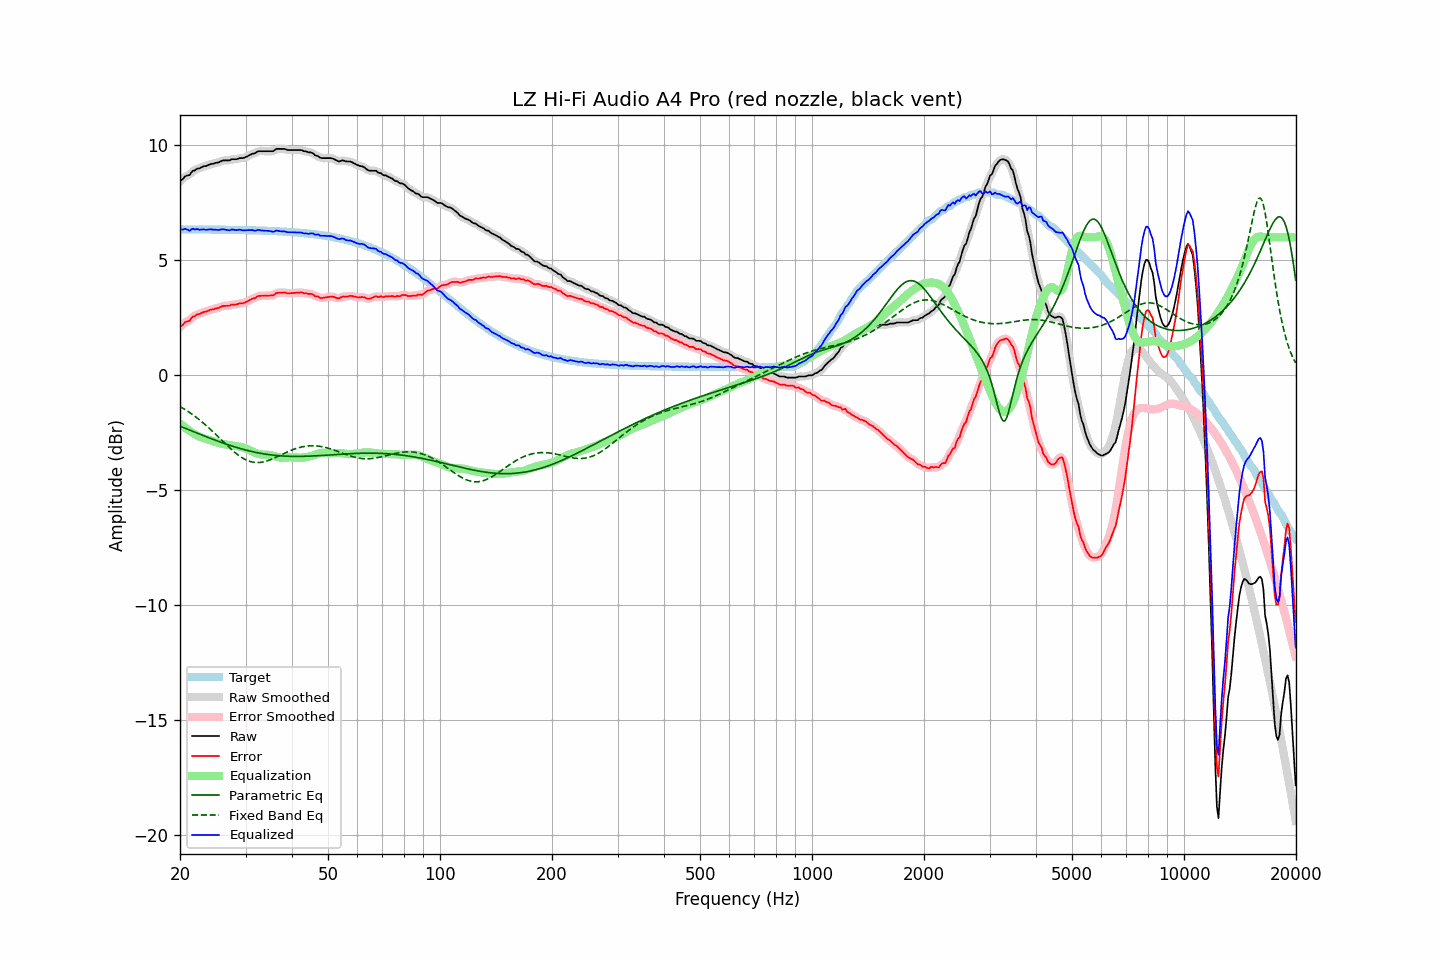 LZ Hi-Fi Audio A4 Pro (red nozzle, black vent)
10
5
0
−5
−10
−15
−20
Amplitude (dBr)
Target
Raw Smoothed
Error Smoothed
Raw
Error
Equalization
Parametric Eq
Fixed Band Eq
Equalized
20 50 100 200 500 1000 2000 5000 10000 20000
Frequency (Hz)